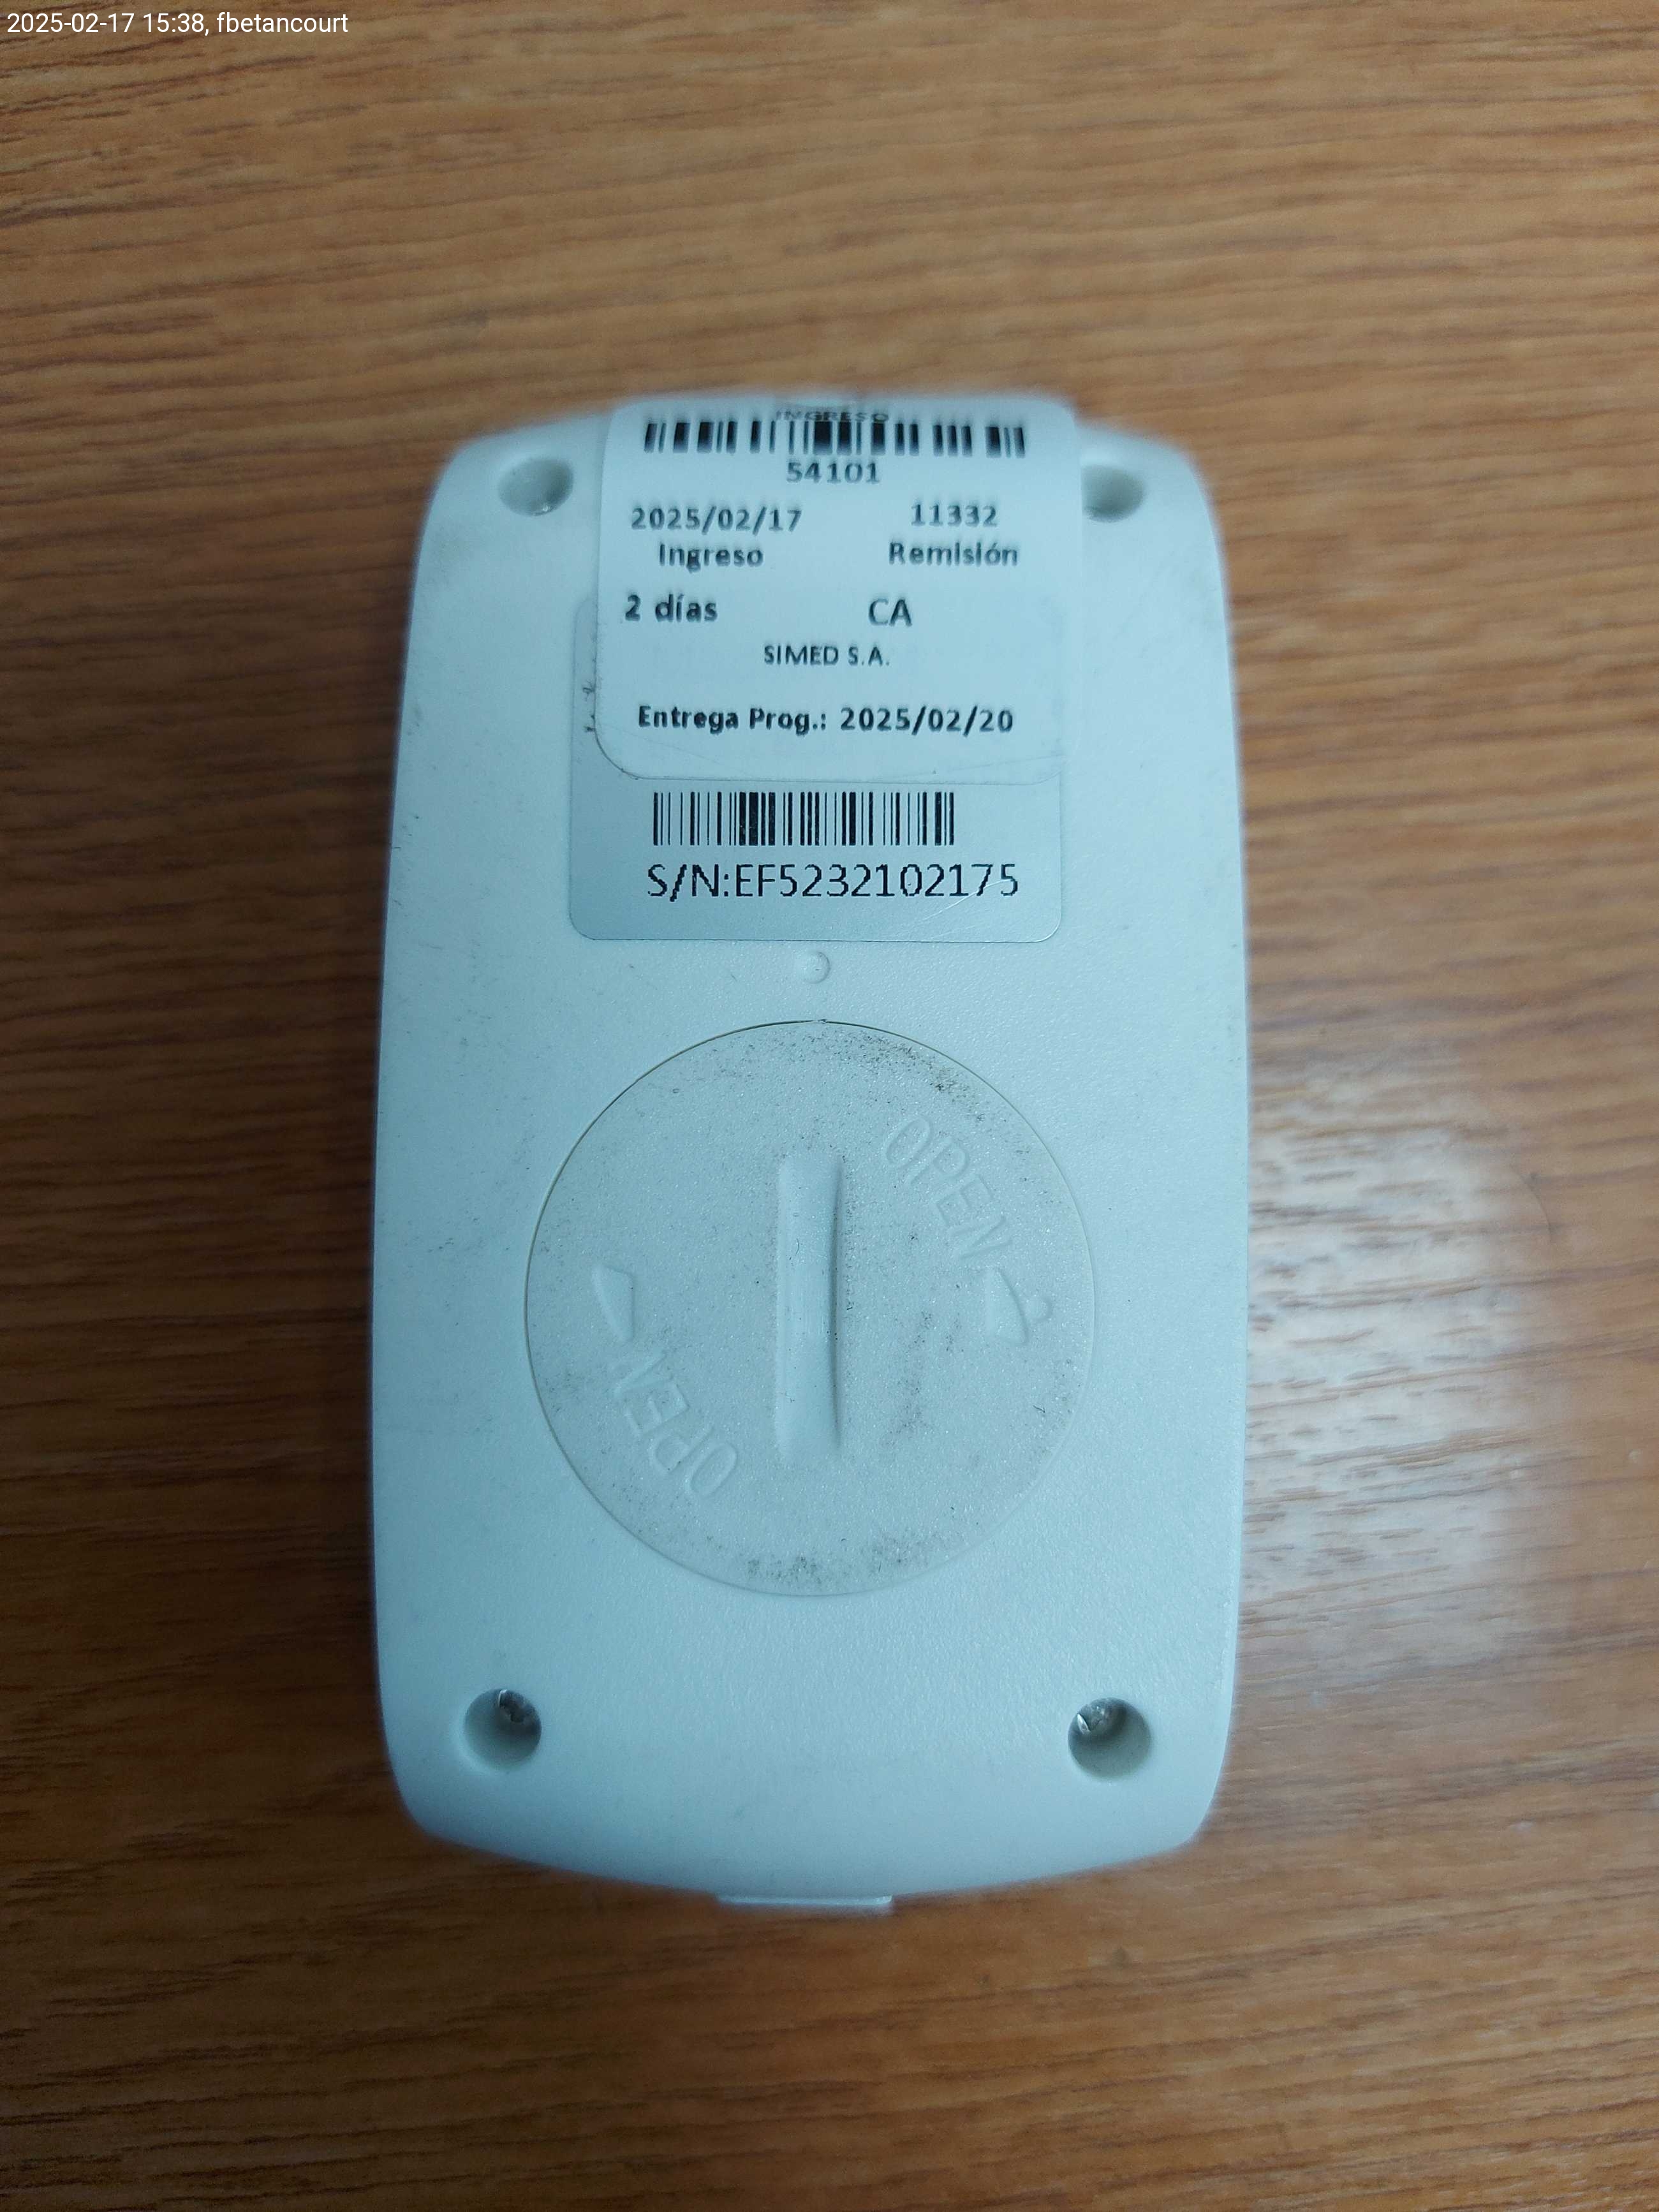 2025-02-17 15:38, fbetancourt
INGRESO
54101
2025/02/17 11332
Ingreso Remisión
2 días CA
SIMED S.A.
Entrega Prog.: 2025/02/20
S/N:EF5232102175
OPEN
OPEN